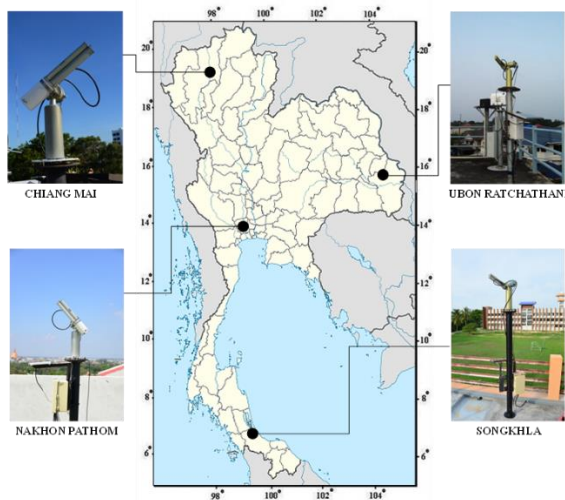 98° 100° 102° 104°
20° 20°
CHIANG MAI
18° 18°
16° 16°
UBON RATCHATHANI
14° 14°
12° 12°
10° 10°
8° 8°
NAKHON PATHOM
SONGKHLA
6° 6°
98° 100° 102° 104°